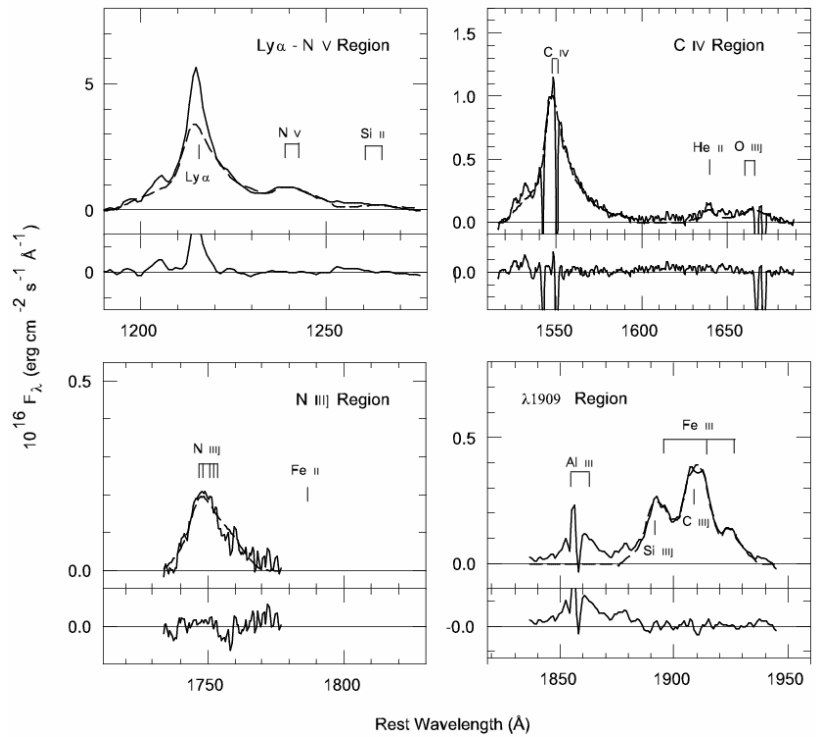 10¹⁶ F_λ (erg cm⁻² s⁻¹ Å⁻¹)
Lyα - N V Region
5
N V
Si II
Lyα
0
0
1200
1250
C IV Region
1.5
C IV
1.0
0.5
He II
O III]
0.0
0.0
1550
1600
1650
N III] Region
0.5
N III]
Fe II
0.0
0.0
1750
1800
λ1909 Region
Fe III
0.5
Al III
C III]
Si III]
0.0
-0.0
1850
1900
1950
Rest Wavelength (Å)